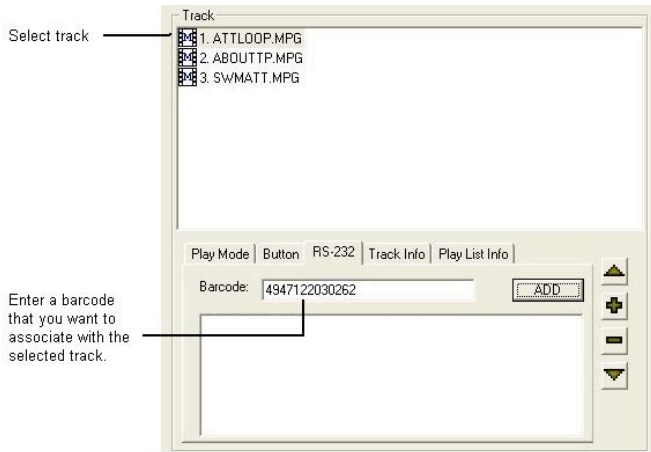 Track
Select track
1. ATTLOOP.MPG
2. ABOUTTP.MPG
3. SWMATT.MPG
Play Mode Button RS-232 Track Info Play List Info
Barcode: 4947122030262 ADD
Enter a barcode
that you want to
associate with the
selected track.